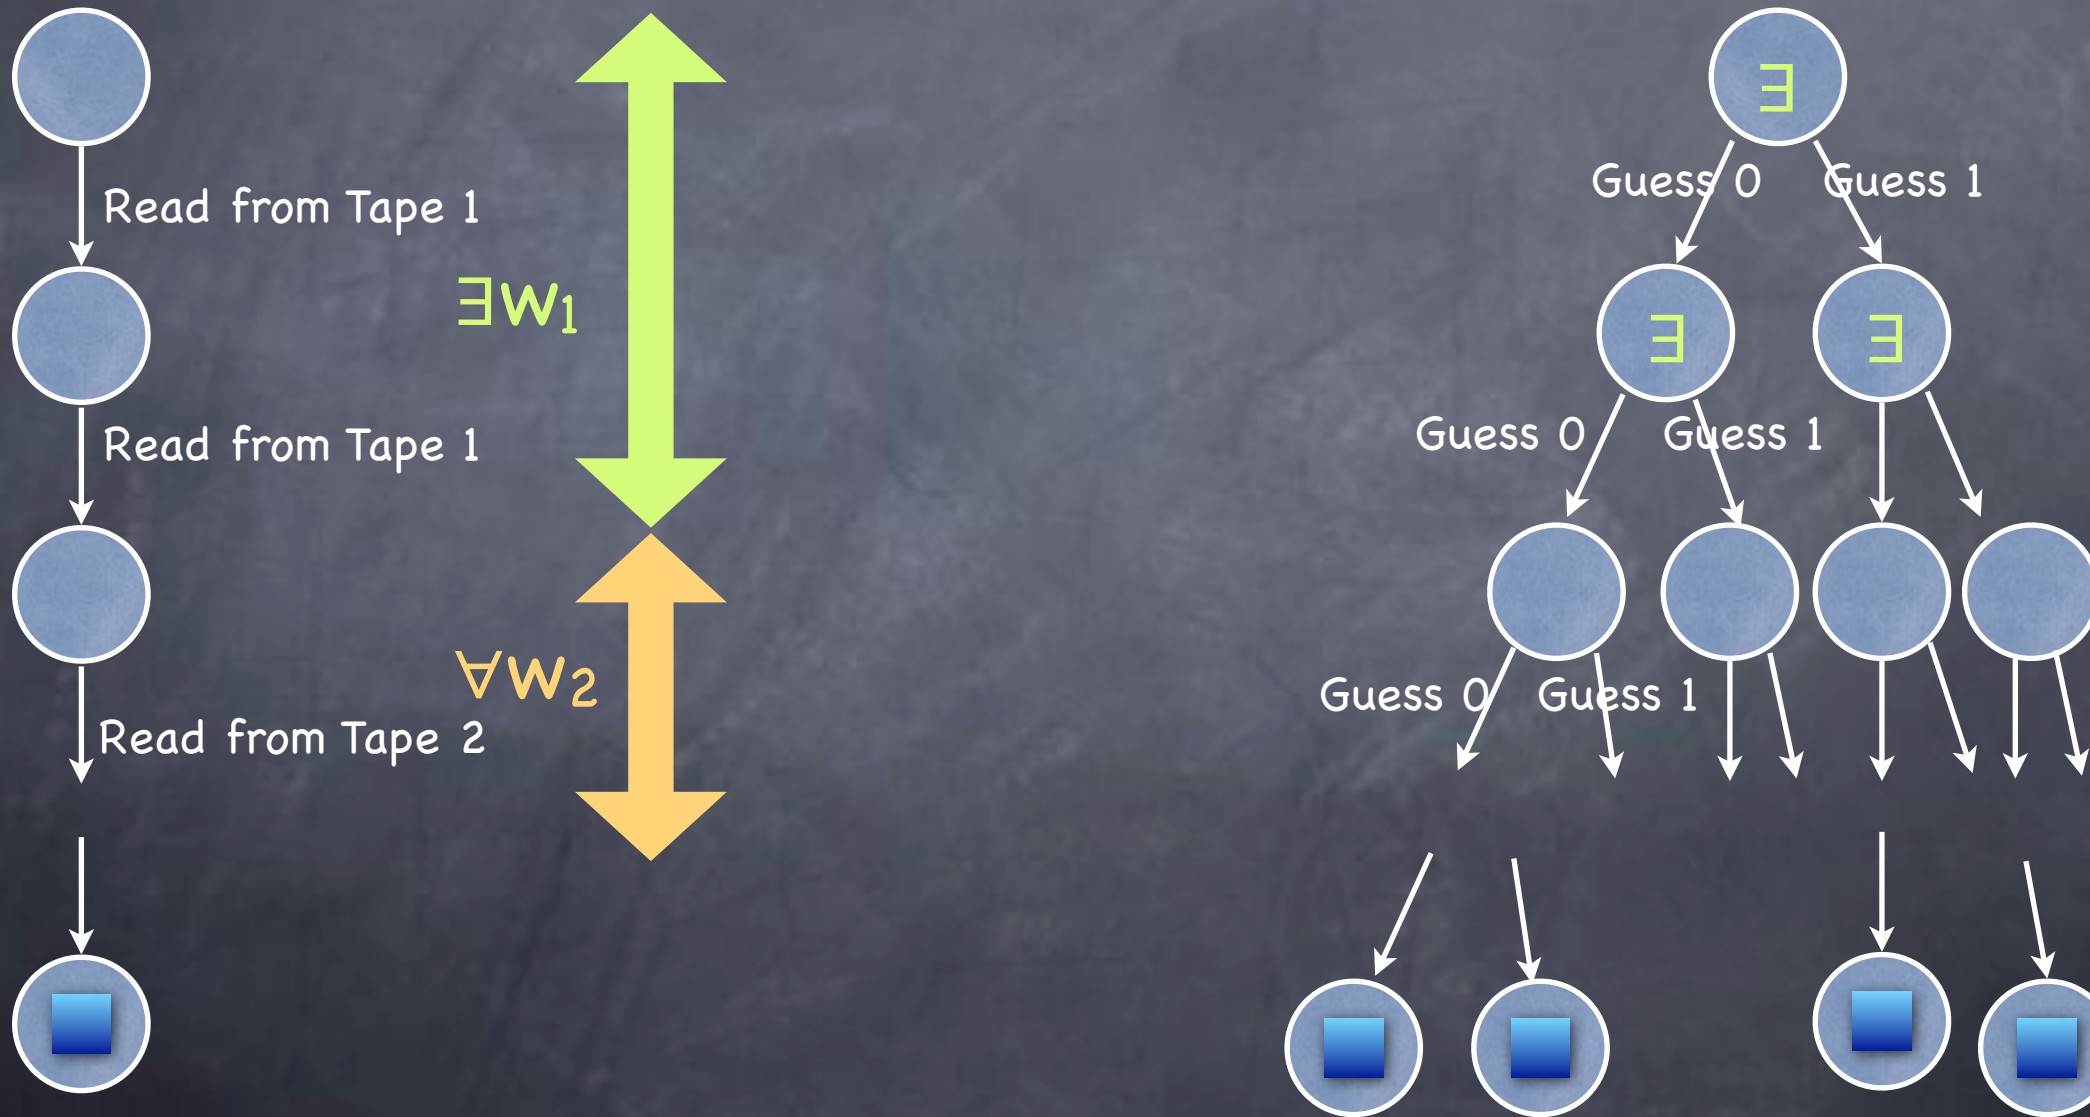 Read from Tape 1
∃w₁
Read from Tape 1
∀w₂
Read from Tape 2
∃
Guess 0 Guess 1
∃ ∃
Guess 0 Guess 1
Guess 0 Guess 1